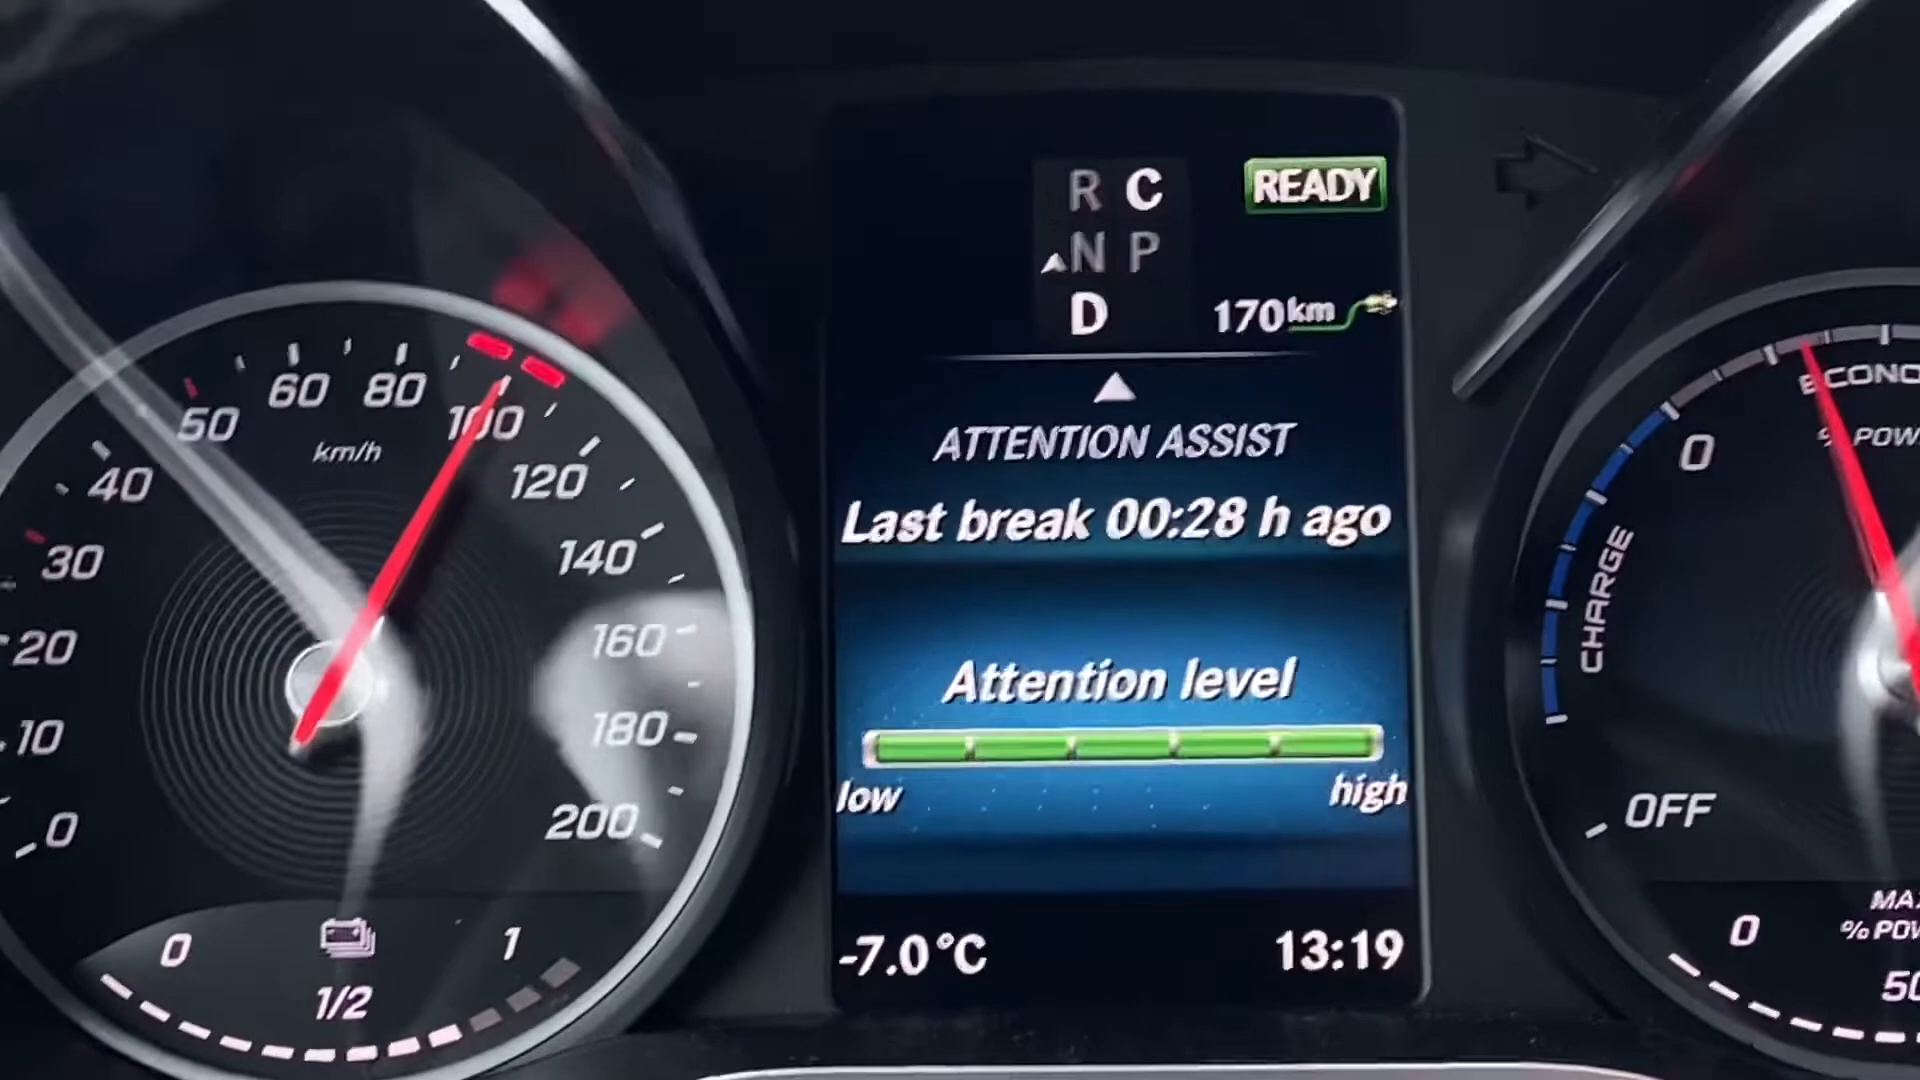 R C
N P
D
READY
170 km
ATTENTION ASSIST
Last break 00:28 h ago
Attention level
low
high
-7.0°C
13:19
0
10
20
30
40
50
60
80
100
120
140
160
180
200
km/h
0
1/2
1
0
CHARGE
OFF
0